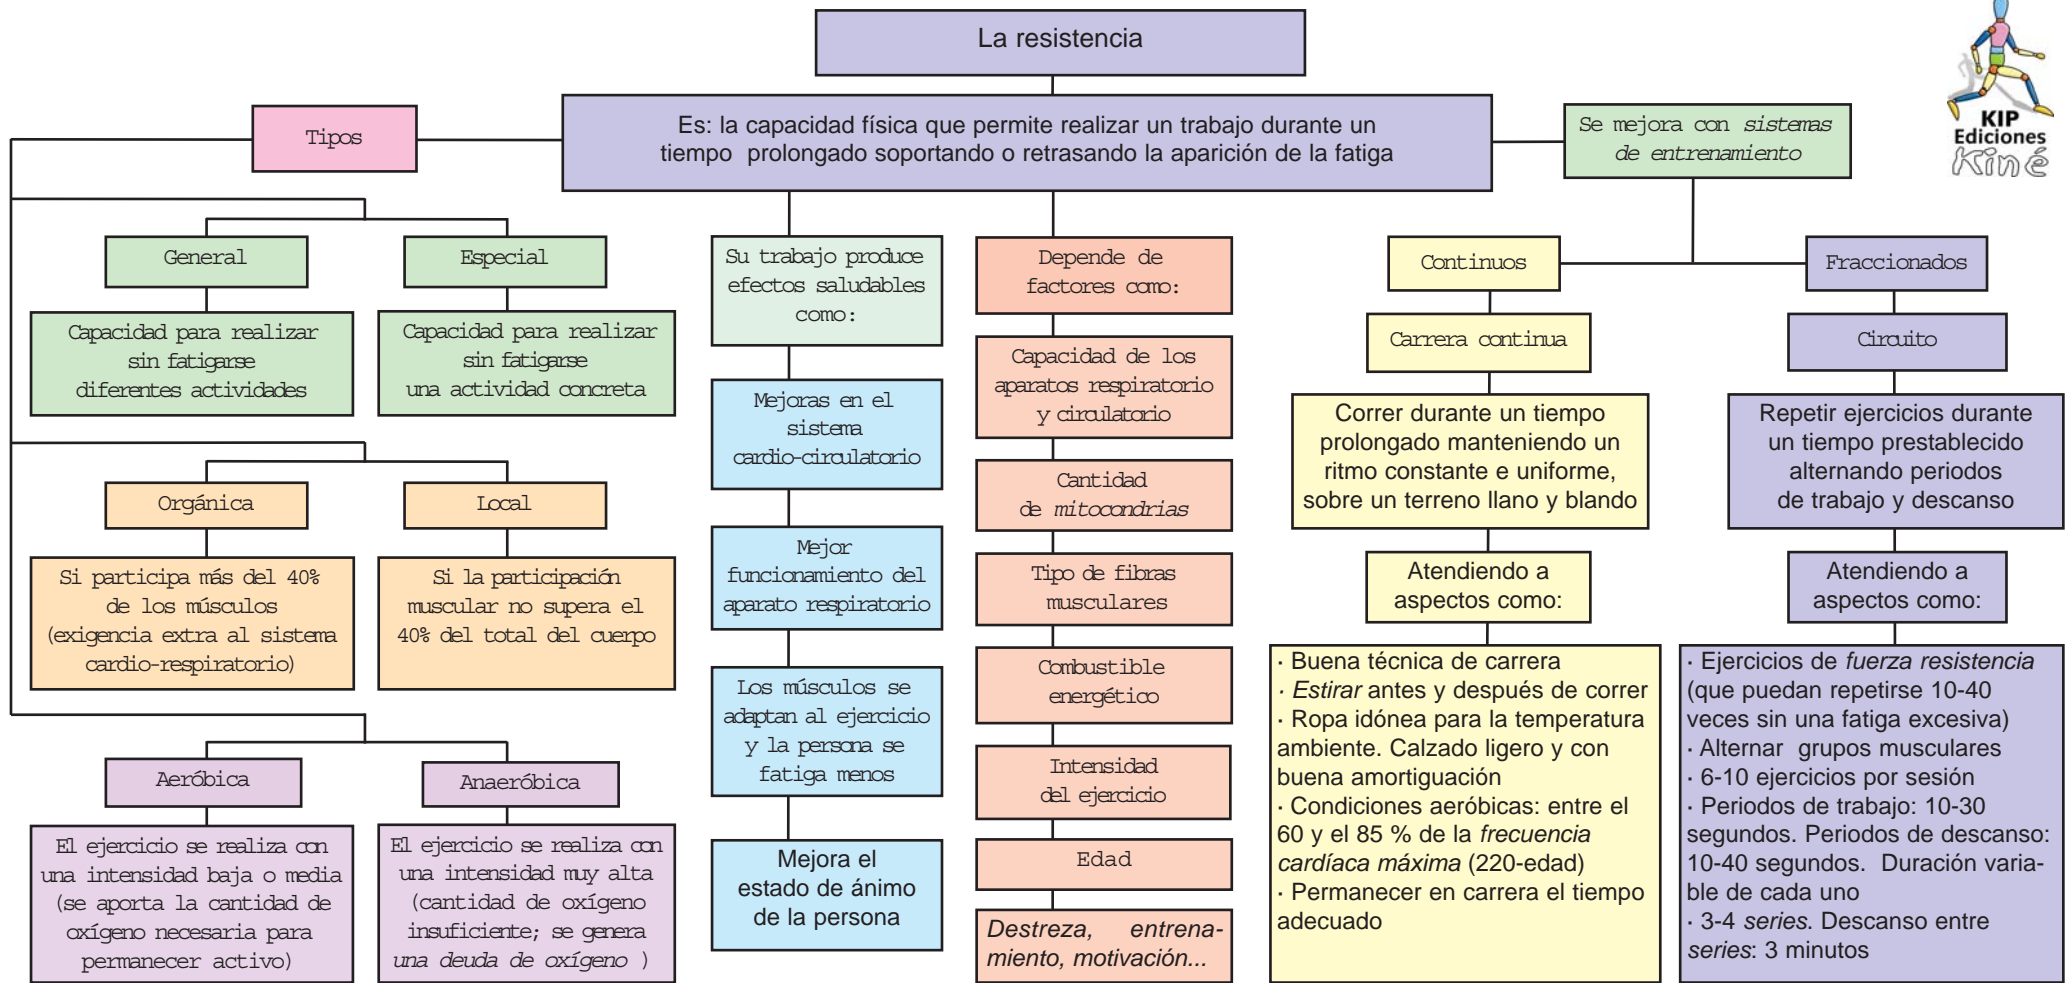 La resistencia
KIP
Ediciones
Kiné
Tipos
Es: la capacidad física que permite realizar un trabajo durante un
tiempo prolongado soportando o retrasando la aparición de la fatiga
Se mejora con sistemas
de entrenamiento
General
Capacidad para realizar
sin fatigarse
diferentes actividades
Especial
Capacidad para realizar
sin fatigarse
una actividad concreta
Orgánica
Si participa más del 40%
de los músculos
(exigencia extra al sistema
cardio-respiratorio)
Local
Si la participación
muscular no supera el
40% del total del cuerpo
Aeróbica
El ejercicio se realiza con
una intensidad baja o media
(se aporta la cantidad de
oxígeno necesaria para
permanecer activo)
Anaeróbica
El ejercicio se realiza con
una intensidad muy alta
(cantidad de oxígeno
insuficiente; se genera
una deuda de oxígeno )
Su trabajo produce
efectos saludables
como:
Mejoras en el
sistema
cardio-circulatorio
Mejor
funcionamiento del
aparato respiratorio
Los músculos se
adaptan al ejercicio
y la persona se
fatiga menos
Mejora el
estado de ánimo
de la persona
Depende de
factores como:
Capacidad de los
aparatos respiratorio
y circulatorio
Cantidad
de mitocondrias
Tipo de fibras
musculares
Combustible
energético
Intensidad
del ejercicio
Edad
Destreza, entrena-
miento, motivación...
Continuos
Carrera continua
Correr durante un tiempo
prolongado manteniendo un
ritmo constante e uniforme,
sobre un terreno llano y blando
Atendiendo a
aspectos como:
· Buena técnica de carrera
· Estirar antes y después de correr
· Ropa idónea para la temperatura
ambiente. Calzado ligero y con
buena amortiguación
· Condiciones aeróbicas: entre el
60 y el 85 % de la frecuencia
cardíaca máxima (220-edad)
· Permanecer en carrera el tiempo
adecuado
Fraccionados
Circuito
Repetir ejercicios durante
un tiempo prestablecido
alternando periodos
de trabajo y descanso
Atendiendo a
aspectos como:
· Ejercicios de fuerza resistencia
(que puedan repetirse 10-40
veces sin una fatiga excesiva)
· Alternar grupos musculares
· 6-10 ejercicios por sesión
· Periodos de trabajo: 10-30
segundos. Periodos de descanso:
10-40 segundos. Duración varia-
ble de cada uno
· 3-4 series. Descanso entre
series: 3 minutos